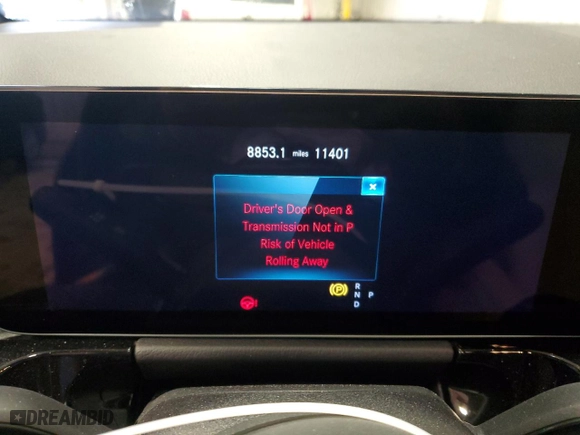 8853.1 miles 11401
Driver's Door Open &
Transmission Not in P
Risk of Vehicle
Rolling Away
P
R
N P
D
!
DREAMBID